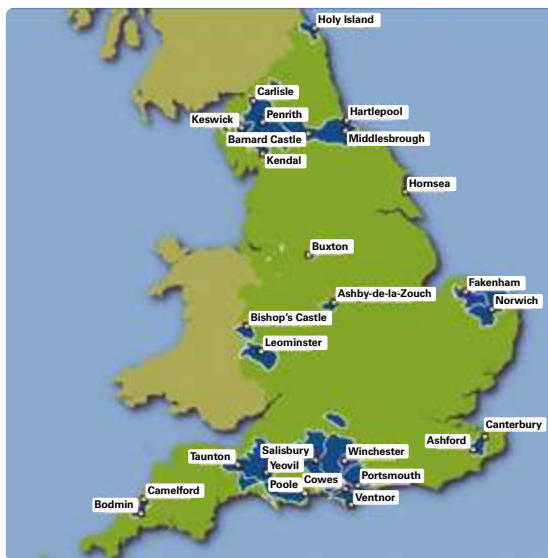 Holy Island
Carlisle
Keswick
Penrith
Hartlepool
Barnard Castle
Middlesbrough
Kendal
Hornsea
Buxton
Fakenham
Ashby-de-la-Zouch
Norwich
Bishop's Castle
Leominster
Canterbury
Ashford
Salisbury
Winchester
Taunton
Yeovil
Portsmouth
Poole
Cowes
Ventnor
Camelford
Bodmin